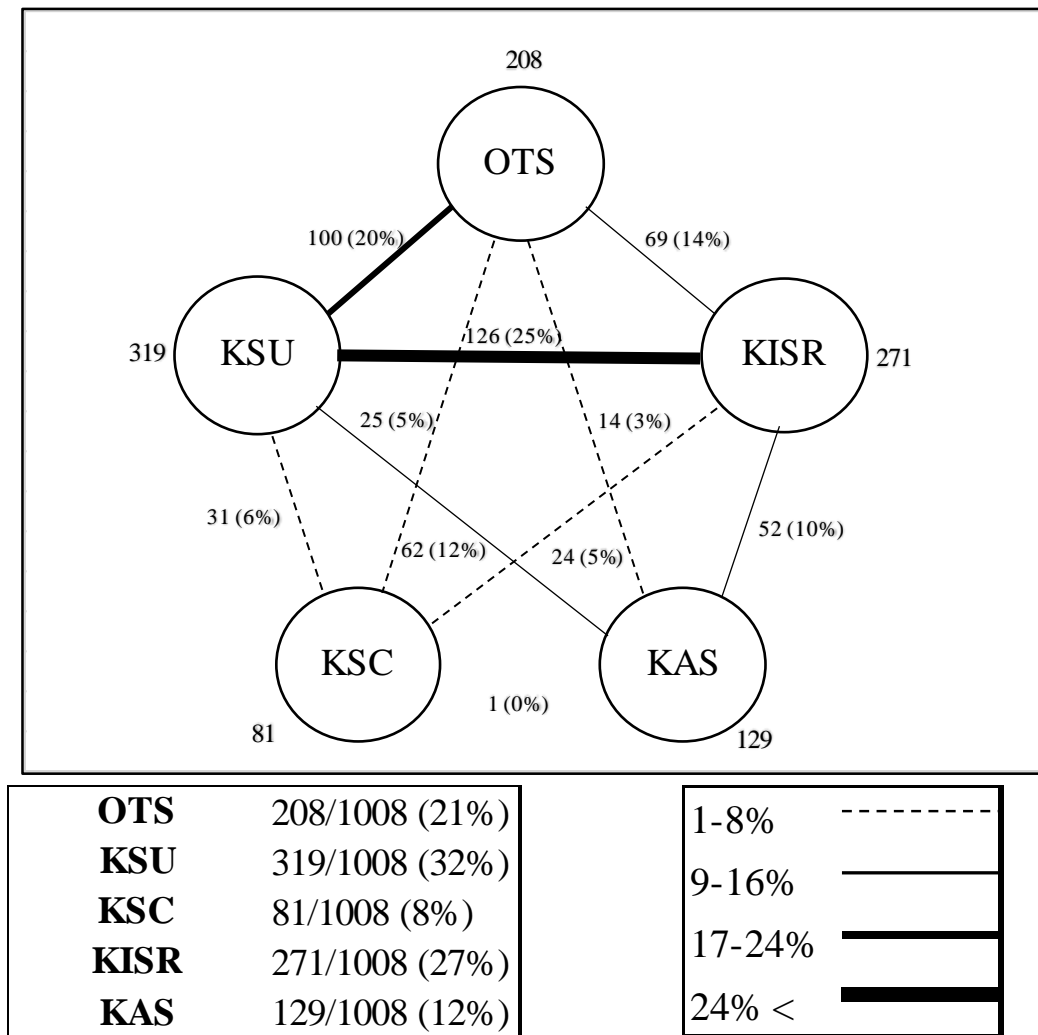 208
OTS
100 (20%)
69 (14%)
319
KSU
126 (25%)
KISR
271
25 (5%)
14 (3%)
31 (6%)
62 (12%)
24 (5%)
52 (10%)
KSC
KAS
1 (0%)
81
129
OTS 208/1008 (21%)
KSU 319/1008 (32%)
KSC 81/1008 (8%)
KISR 271/1008 (27%)
KAS 129/1008 (12%)
1-8%
9-16%
17-24%
24% <